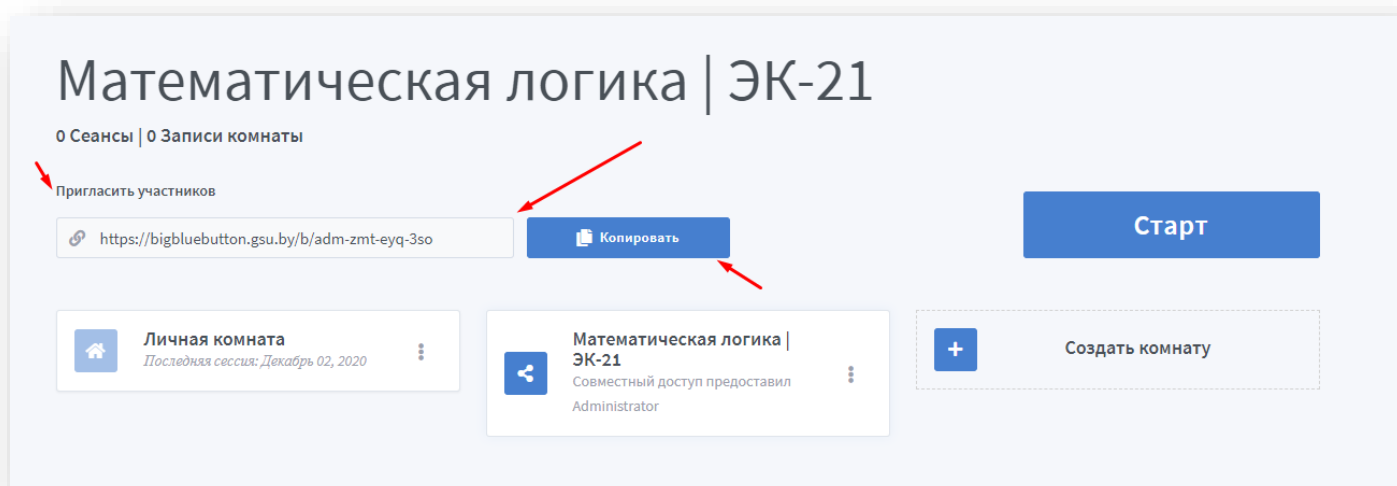 Математическая логика | ЭК-21
0 Сеансы | 0 Записи комнаты
Пригласить участников
https://bigbluebutton.gsu.by/b/adm-zmt-eyq-3so
Копировать
Старт
Личная комната
Последняя сессия: Декабрь 02, 2020
Математическая логика |
ЭК-21
Совместный доступ предоставил
Administrator
Создать комнату